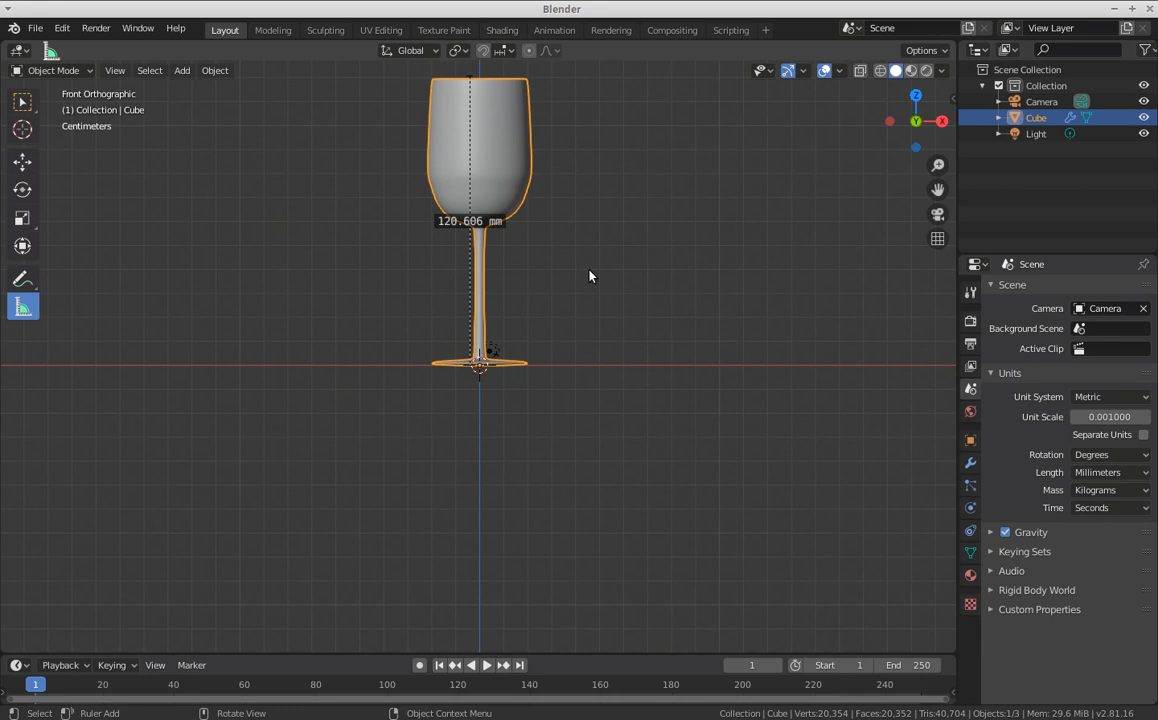 Blender
File Edit Render Window Help Layout Modeling Sculpting UV Editing Texture Paint Shading Animation Rendering Compositing Scripting + Scene View Layer
Global Options
Object Mode View Select Add Object
Front Orthographic
(1) Collection | Cube
Centimeters
Z
Y X
120.606 mm
Scene Collection
Collection
Camera
Cube
Light
Scene
Scene
Camera Camera
Background Scene
Active Clip
Units
Unit System Metric
Unit Scale 0.001000
Separate Units
Rotation Degrees
Length Millimeters
Mass Kilograms
Time Seconds
Gravity
Keying Sets
Audio
Rigid Body World
Custom Properties
Playback Keying View Marker 1 Start 1 End 250
1 20 40 60 80 100 120 140 160 180 200 220 240
Select Ruler Add Rotate View Object Context Menu Collection | Cube | Verts:20,354 | Faces:20,352 | Tris:40,704 | Objects:1/3 | Mem: 29.6 MiB | v2.81.16